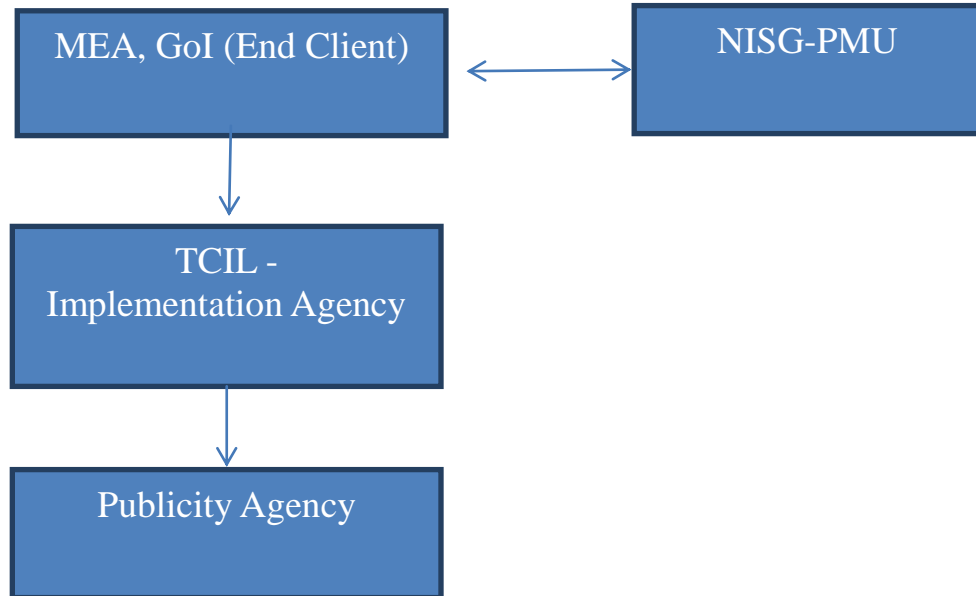 MEA, GoI (End Client)
NISG-PMU
TCIL -
Implementation Agency
Publicity Agency